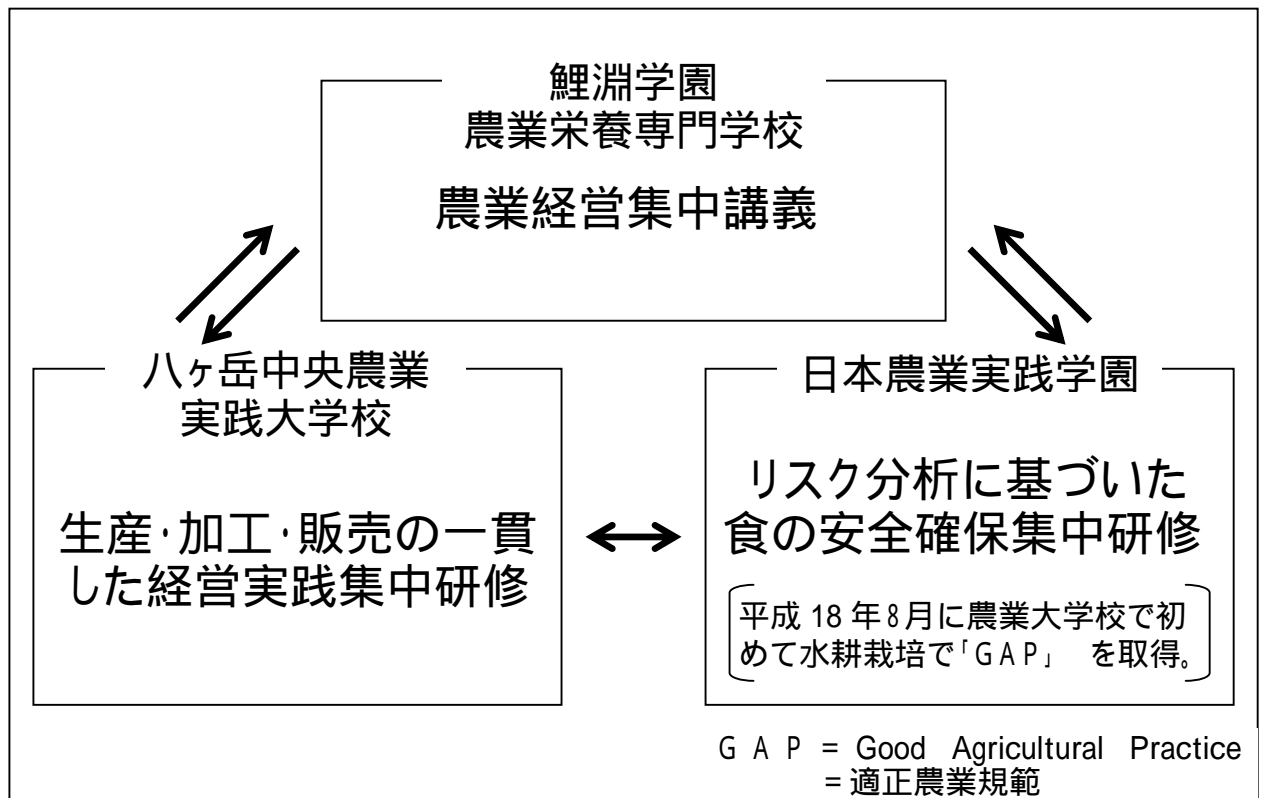 鯉淵学園
農業栄養専門学校
農業経営集中講義
八ヶ岳中央農業
実践大学校
生産・加工・販売の一貫
した経営実践集中研修
日本農業実践学園
リスク分析に基づいた
食の安全確保集中研修
平成 18 年8月に農業大学校で初
めて水耕栽培で「GAP」 を取得。
G A P = Good Agricultural Practice
= 適正農業規範